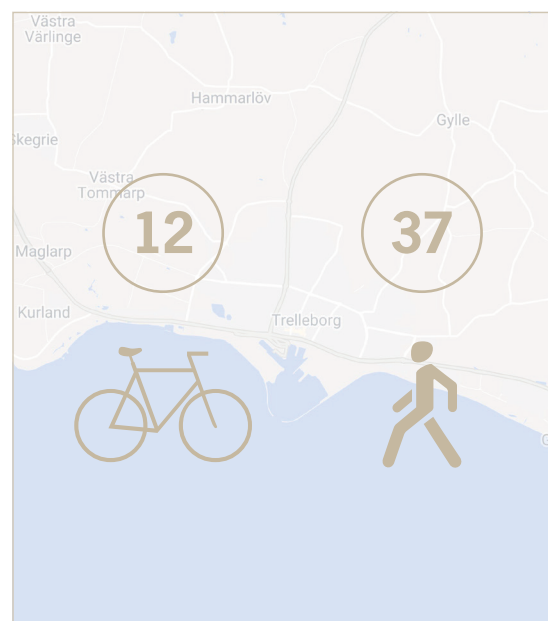 Västra
Värlinge
Hammarlöv
Gylle
Skegrie
Västra
Tommarp
12
37
Maglarp
Kurland
Trelleborg